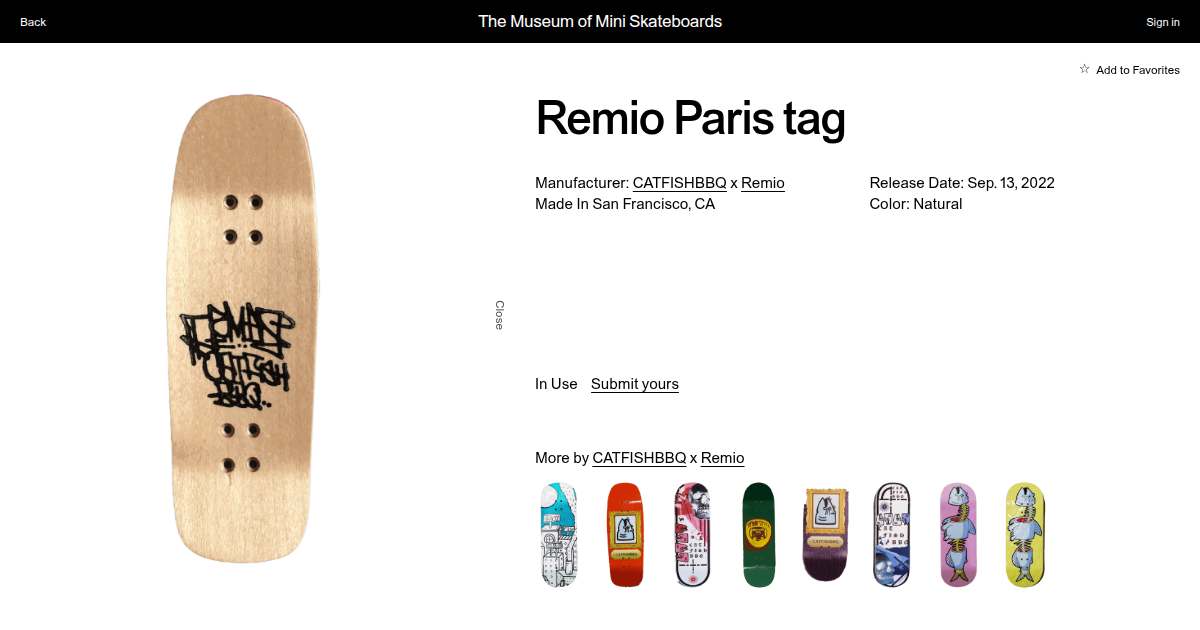 Back
The Museum of Mini Skateboards
Sign in
☆ Add to Favorites
Remio Paris tag
Manufacturer: CATFISHBBQ x Remio
Made In San Francisco, CA
Release Date: Sep. 13, 2022
Color: Natural
Close
In Use Submit yours
More by CATFISHBBQ x Remio
CATFISH
BBQ